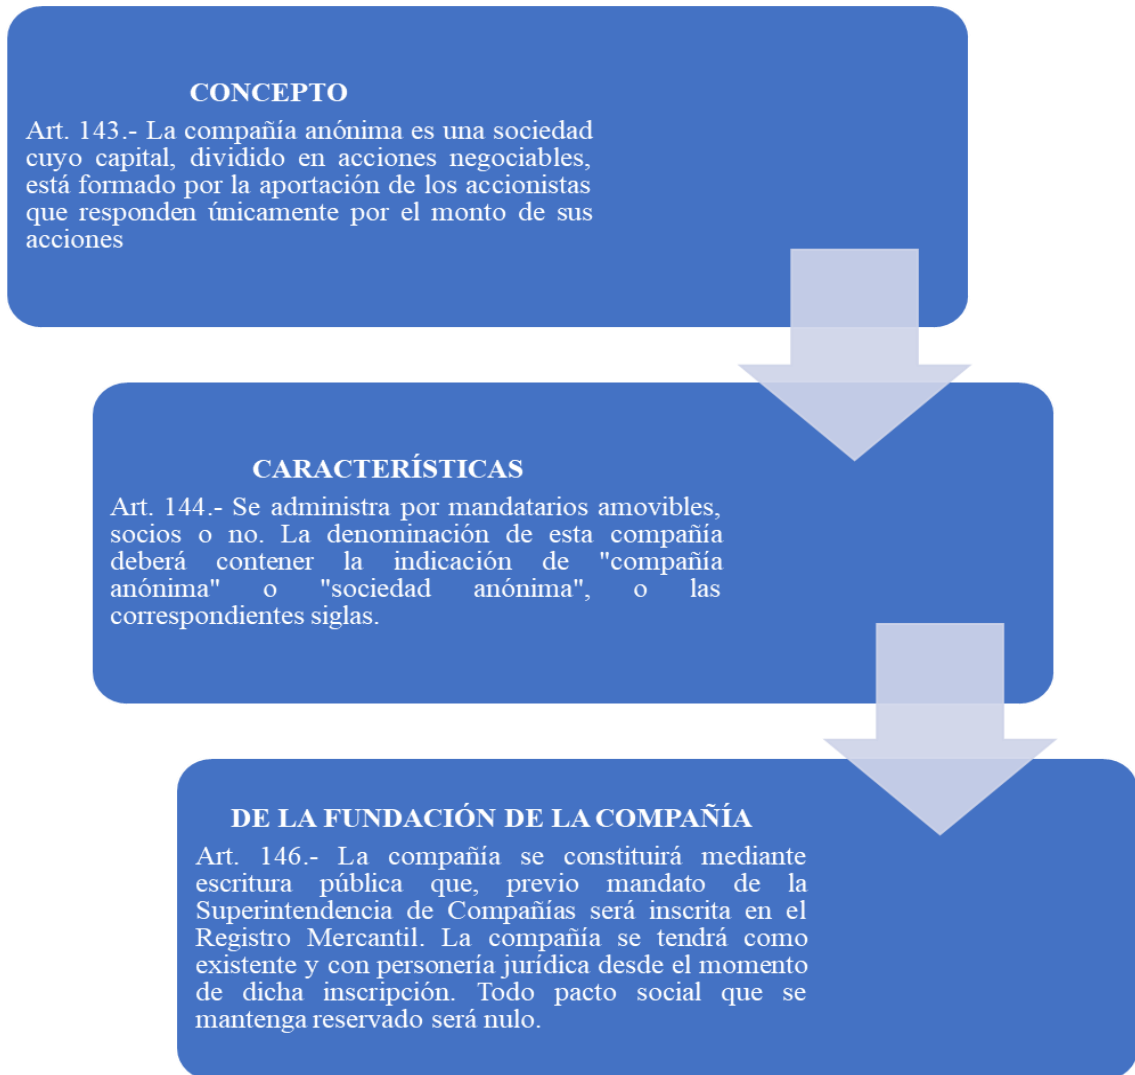 CONCEPTO
Art. 143.- La compañía anónima es una sociedad
cuyo capital, dividido en acciones negociables,
está formado por la aportación de los accionistas
que responden únicamente por el monto de sus
acciones
CARACTERÍSTICAS
Art. 144.- Se administra por mandatarios amovibles,
socios o no. La denominación de esta compañía
deberá contener la indicación de "compañía
anónima" o "sociedad anónima", o las
correspondientes siglas.
DE LA FUNDACIÓN DE LA COMPAÑÍA
Art. 146.- La compañía se constituirá mediante
escritura pública que, previo mandato de la
Superintendencia de Compañías será inscrita en el
Registro Mercantil. La compañía se tendrá como
existente y con personería jurídica desde el momento
de dicha inscripción. Todo pacto social que se
mantenga reservado será nulo.